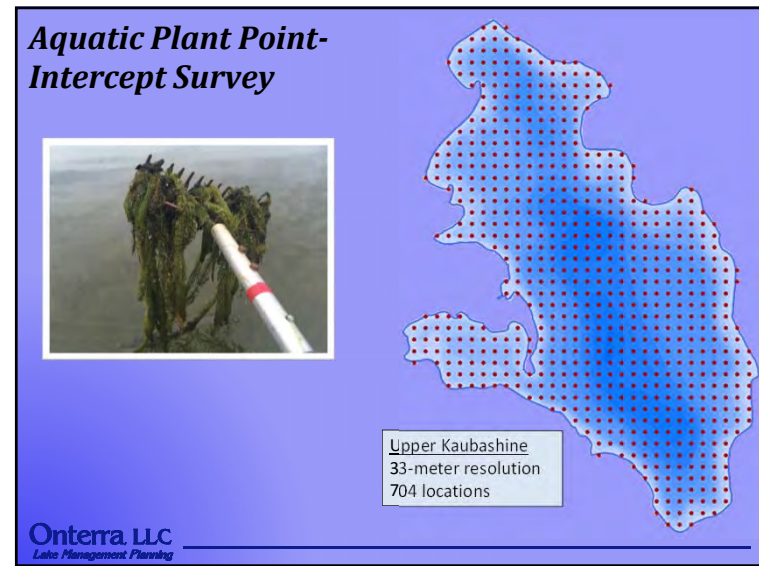 Aquatic Plant Point-
Intercept Survey
Upper Kaubashine
33-meter resolution
704 locations
Onterra LLC
Lake Management Planning